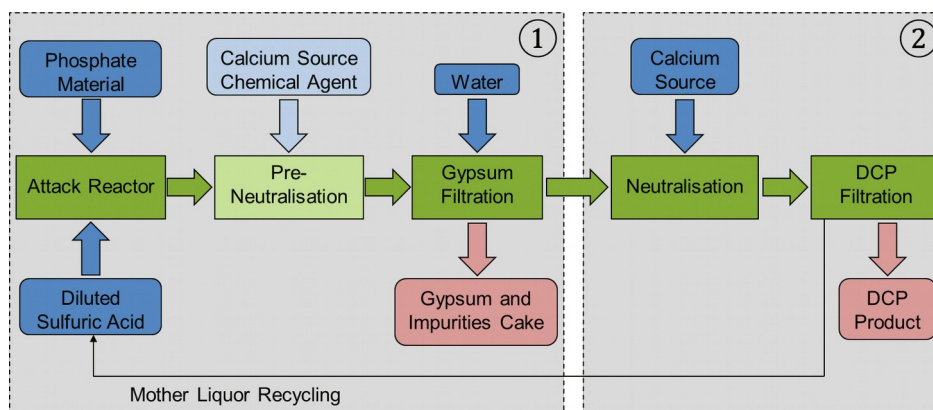 ①
②
Phosphate
Material
Calcium Source
Chemical Agent
Water
Calcium
Source
Attack Reactor
Pre-
Neutralisation
Gypsum
Filtration
Neutralisation
DCP
Filtration
Diluted
Sulfuric Acid
Gypsum and
Impurities Cake
DCP
Product
Mother Liquor Recycling